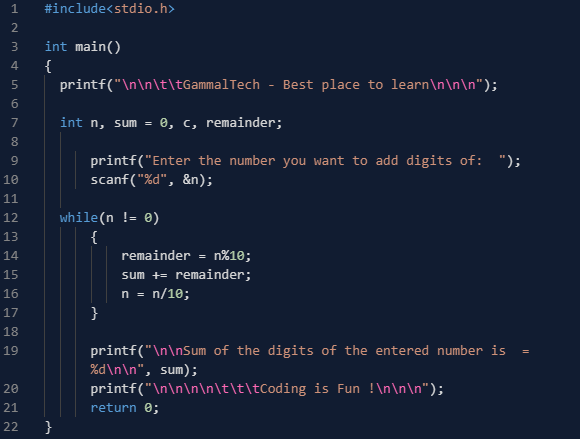 1 #include<stdio.h>
2
3 int main()
4 {
5 printf("\n\n\t\tGammalTech - Best place to learn\n\n\n");
6
7 int n, sum = 0, c, remainder;
8
9 printf("Enter the number you want to add digits of:  ");
10 scanf("%d", &n);
11
12 while(n != 0)
13 {
14 remainder = n%10;
15 sum += remainder;
16 n = n/10;
17 }
18
19 printf("\n\nSum of the digits of the entered number is  =
%d\n\n", sum);
20 printf("\n\n\n\n\t\t\tCoding is Fun !\n\n\n");
21 return 0;
22 }